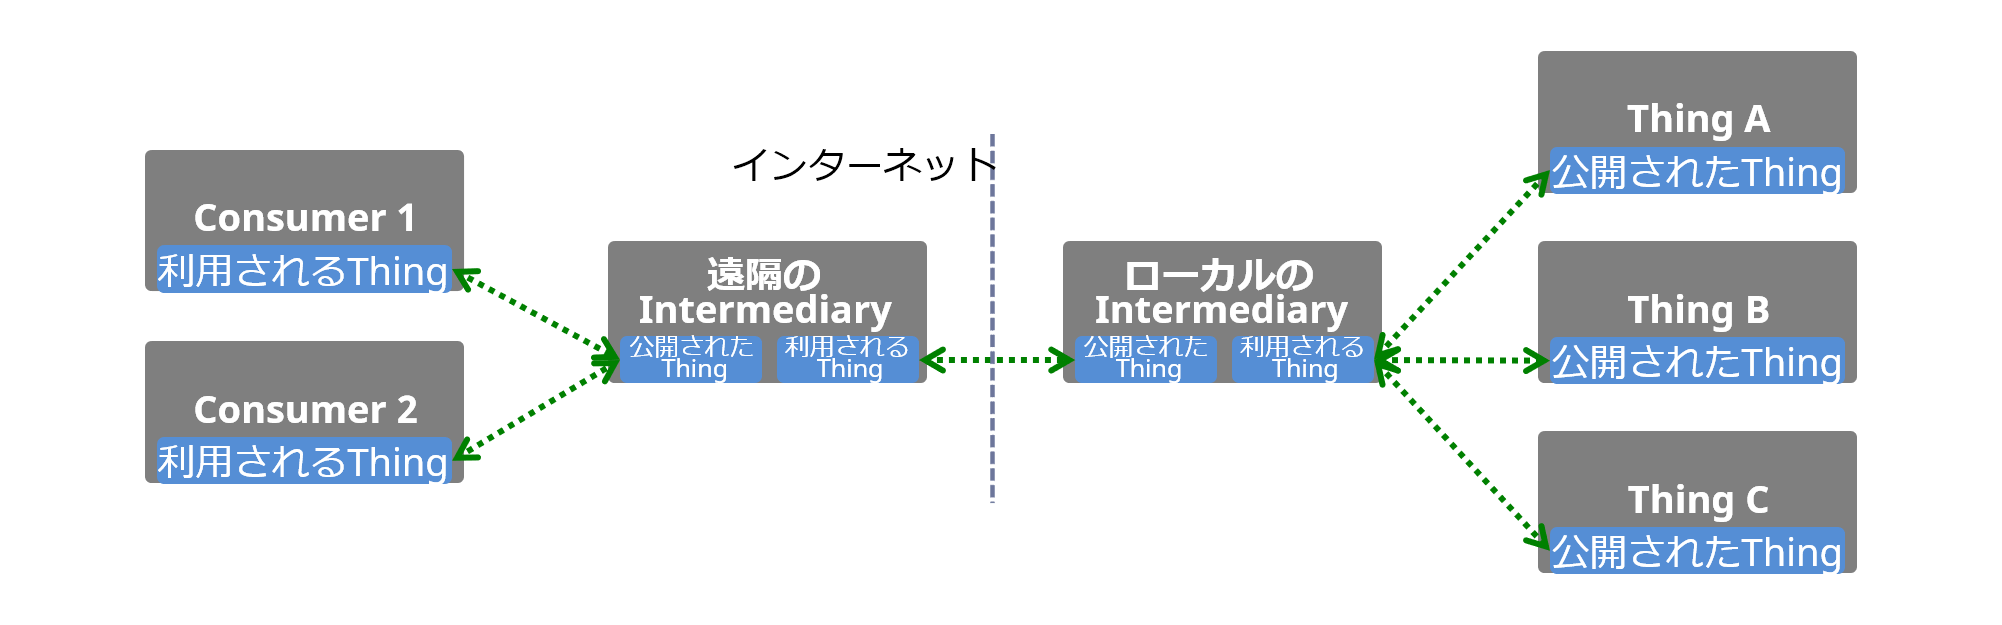 インターネット
Consumer 1
利用されるThing
Consumer 2
利用されるThing
遠隔の
Intermediary
公開された
Thing
利用される
Thing
ローカルの
Intermediary
公開された
Thing
利用される
Thing
Thing A
公開されたThing
Thing B
公開されたThing
Thing C
公開されたThing